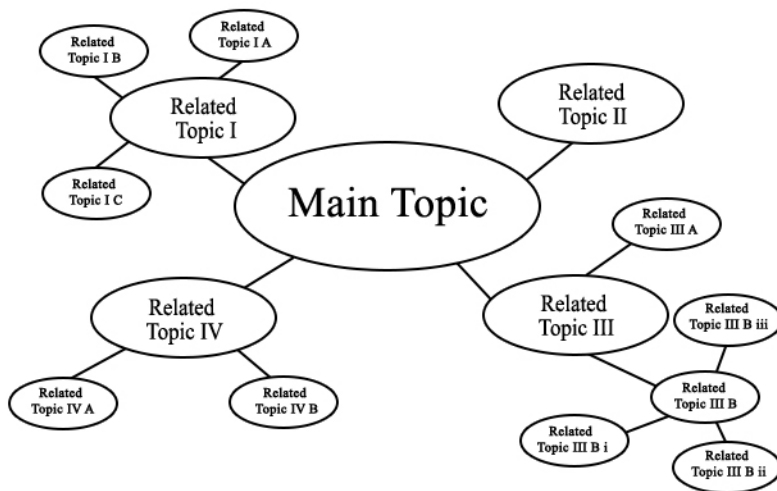 Related
Topic I B
Related
Topic I A
Related
Topic I
Related
Topic I C
Related
Topic II
Main Topic
Related
Topic III A
Related
Topic III
Related
Topic III B iii
Related
Topic III B
Related
Topic III B i
Related
Topic III B ii
Related
Topic IV
Related
Topic IV A
Related
Topic IV B